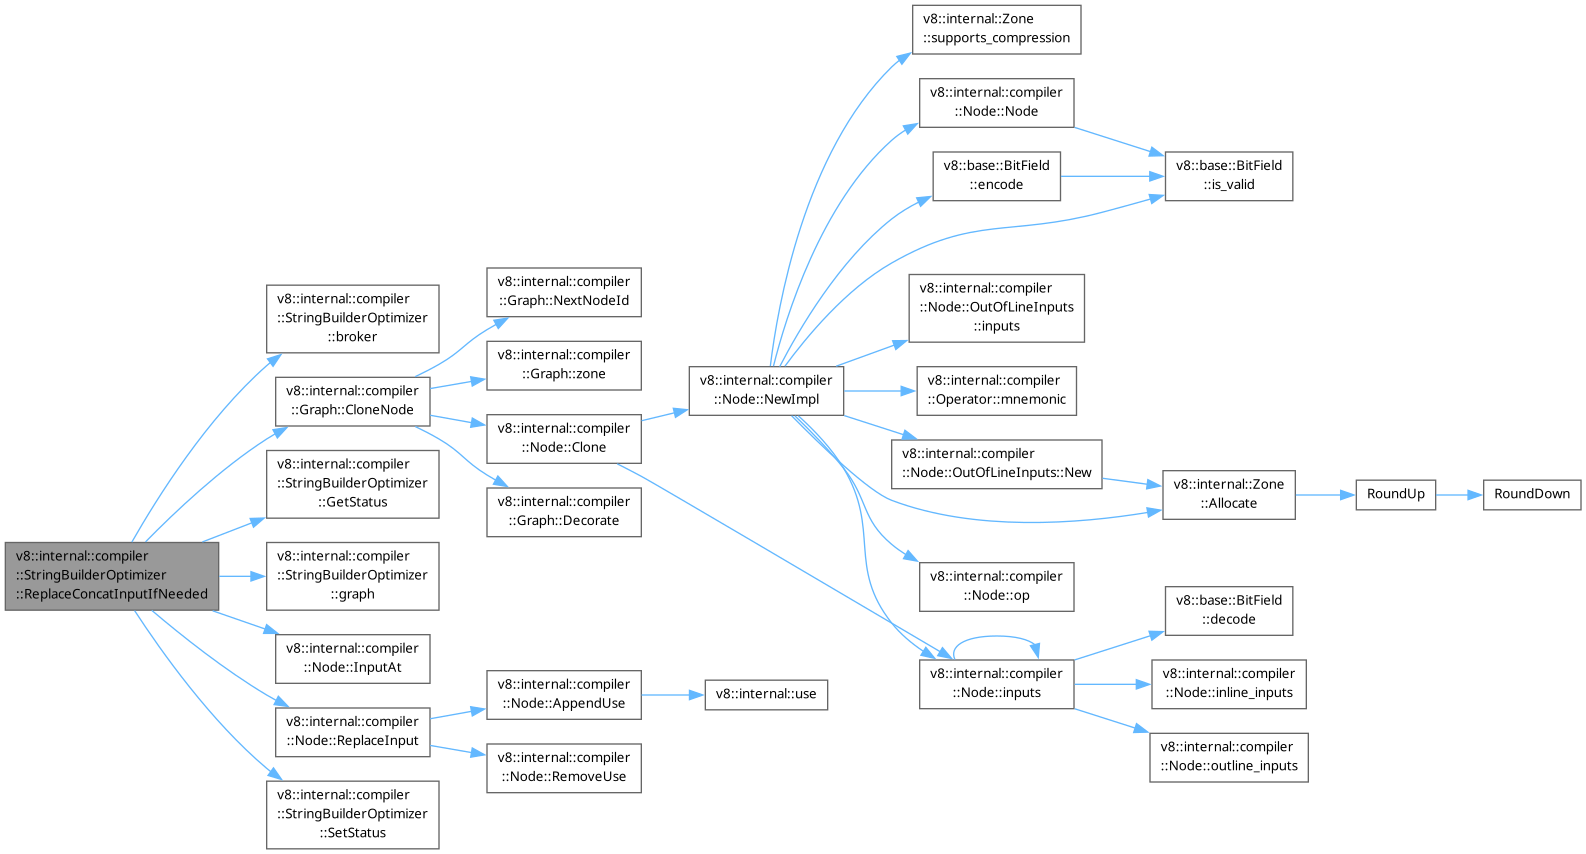 v8::internal::compiler
::StringBuilderOptimizer
::ReplaceConcatInputIfNeeded
v8::internal::compiler
::StringBuilderOptimizer
::broker
v8::internal::compiler
::Graph::CloneNode
v8::internal::compiler
::StringBuilderOptimizer
::GetStatus
v8::internal::compiler
::StringBuilderOptimizer
::graph
v8::internal::compiler
::Node::InputAt
v8::internal::compiler
::Node::ReplaceInput
v8::internal::compiler
::StringBuilderOptimizer
::SetStatus
v8::internal::compiler
::Graph::NextNodeId
v8::internal::compiler
::Graph::zone
v8::internal::compiler
::Node::Clone
v8::internal::compiler
::Graph::Decorate
v8::internal::compiler
::Node::AppendUse
v8::internal::compiler
::Node::RemoveUse
v8::internal::compiler
::Node::NewImpl
v8::internal::use
v8::internal::Zone
::supports_compression
v8::internal::compiler
::Node::Node
v8::base::BitField
::encode
v8::internal::compiler
::Node::OutOfLineInputs
::inputs
v8::internal::compiler
::Operator::mnemonic
v8::internal::compiler
::Node::OutOfLineInputs::New
v8::internal::compiler
::Node::op
v8::internal::compiler
::Node::inputs
v8::base::BitField
::is_valid
v8::internal::Zone
::Allocate
v8::base::BitField
::decode
v8::internal::compiler
::Node::inline_inputs
v8::internal::compiler
::Node::outline_inputs
RoundUp
RoundDown